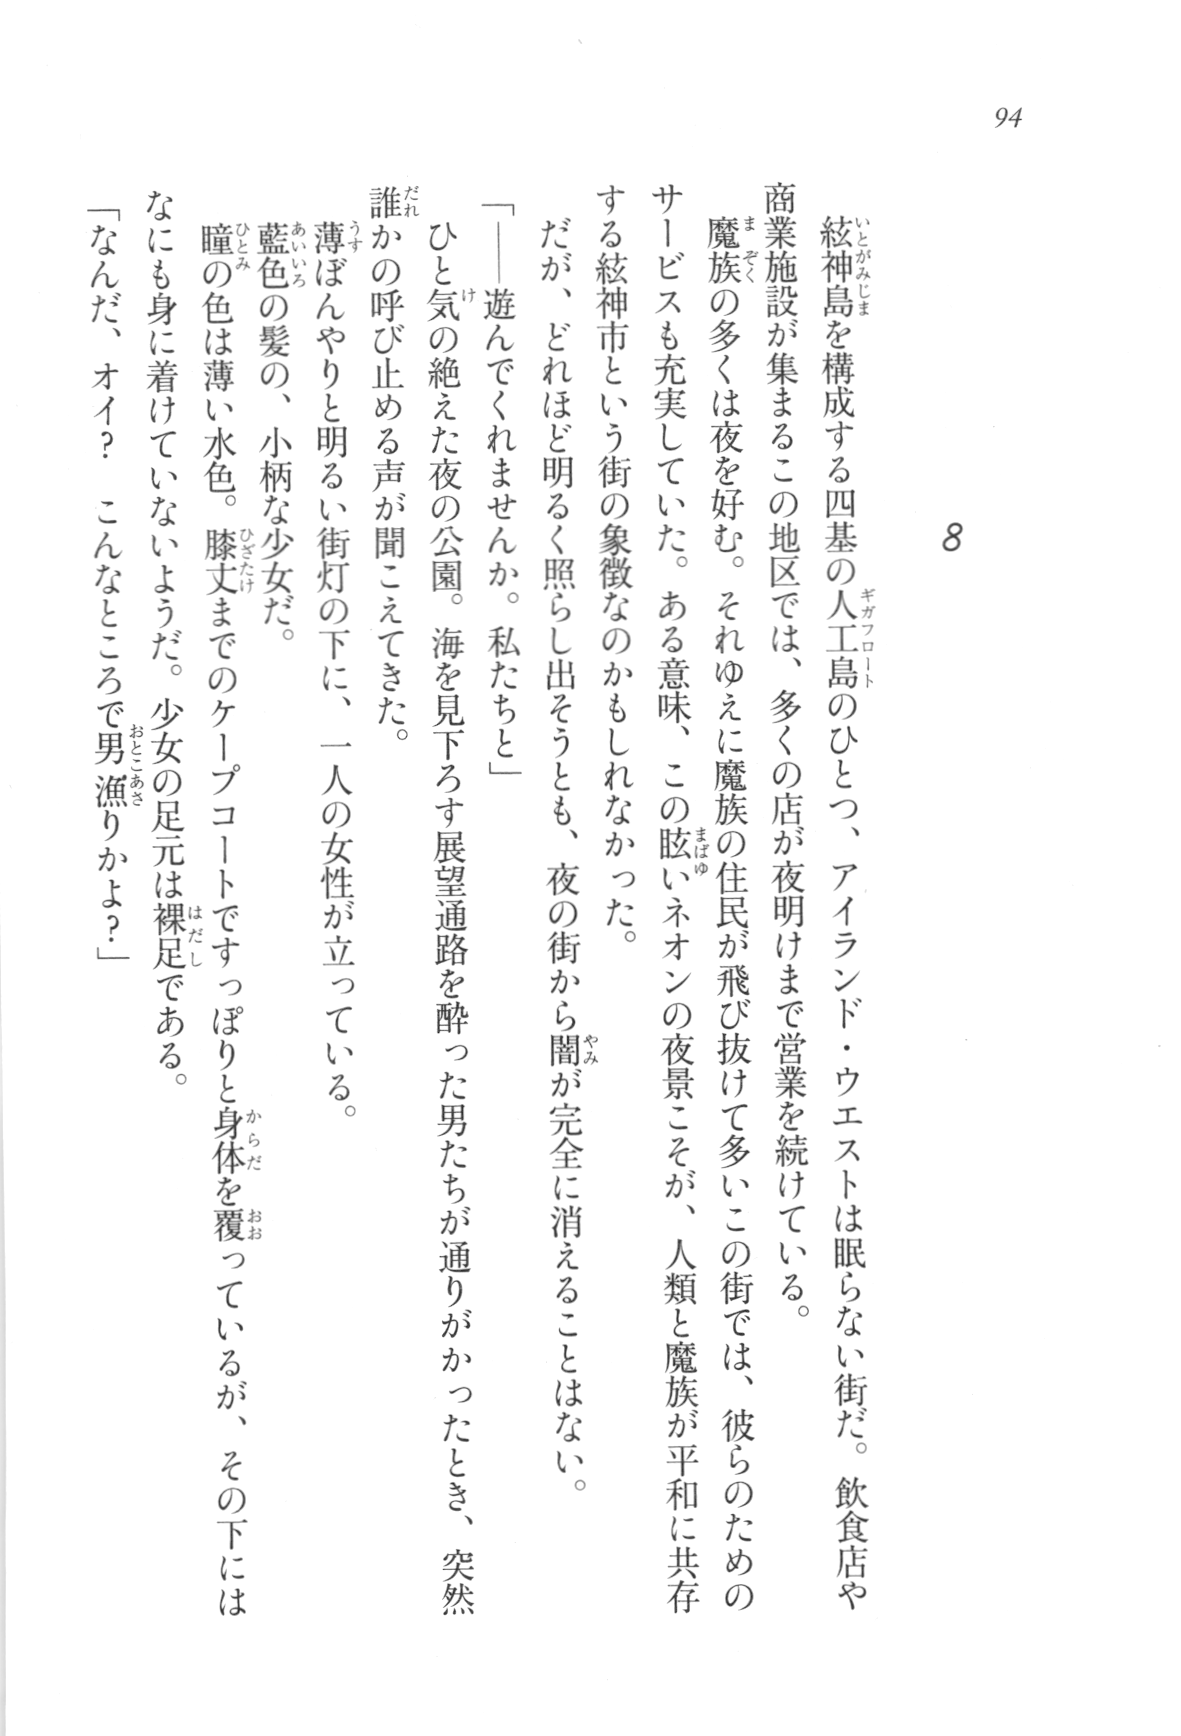 94
8
絃神島を構成する四基の人工島のひとつ、アイランド・ウエストは眠らない街だ。飲食店や
商業施設が集まるこの地区では、多くの店が夜明けまで営業を続けている。
魔族の多くは夜を好む。それゆえに魔族の住民が飛び抜けて多いこの街では、彼らのための
サービスも充実していた。ある意味、この眩いネオンの夜景こそが、人類と魔族が平和に共存
する絃神市という街の象徴なのかもしれなかった。
だが、どれほど明るく照らし出そうとも、夜の街から闇が完全に消えることはない。
「――遊んでくれませんか。私たちと」
ひと気の絶えた夜の公園。海を見下ろす展望通路を酔った男たちが通りがかったとき、突然
誰かの呼び止める声が聞こえてきた。
薄ぼんやりと明るい街灯の下に、一人の女性が立っている。
藍色の髪の、小柄な少女だ。
瞳の色は薄い水色。膝丈までのケープコートですっぽりと身体を覆っているが、その下には
なにも身に着けていないようだ。少女の足元は裸足である。
「なんだ、オイ？　こんなところで男漁りかよ？」